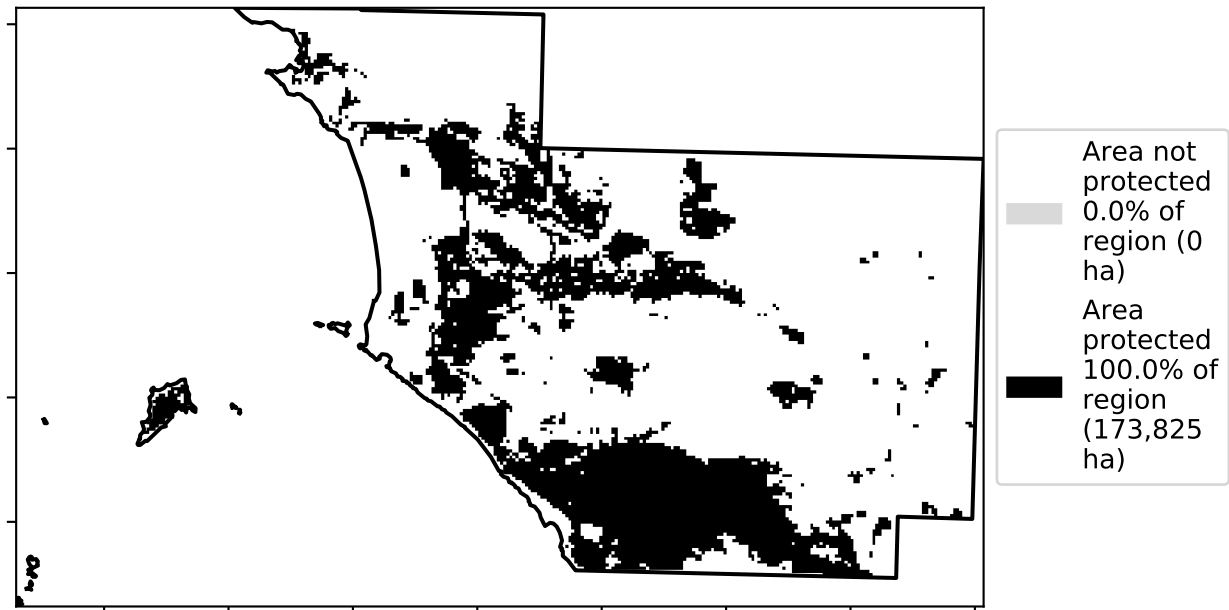 Area not
protected
0.0% of
region (0
ha)
Area
protected
100.0% of
region
(173,825
ha)